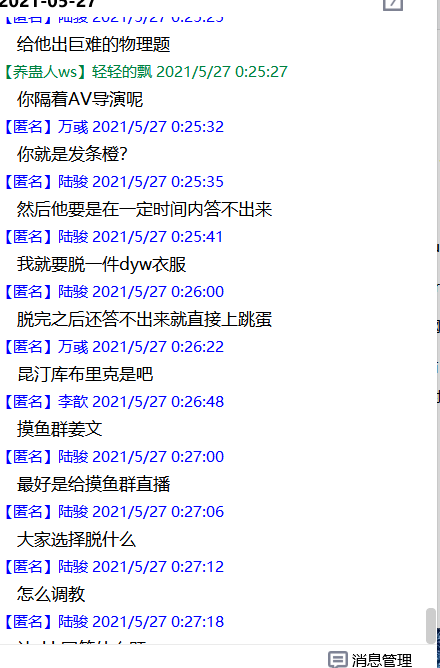 2021-05-27
【匿名】陆骏 2021/5/27 0:25:25
给他出巨难的物理题
【养蛊人ws】轻轻的飘 2021/5/27 0:25:27
你隔着AV导演呢
【匿名】万彧 2021/5/27 0:25:32
你就是发条橙?
【匿名】陆骏 2021/5/27 0:25:35
然后他要是在一定时间内答不出来
【匿名】陆骏 2021/5/27 0:25:41
我就要脱一件dyw衣服
【匿名】陆骏 2021/5/27 0:26:00
脱完之后还答不出来就直接上跳蛋
【匿名】万彧 2021/5/27 0:26:22
昆汀库布里克是吧
【匿名】李歆 2021/5/27 0:26:48
摸鱼群姜文
【匿名】陆骏 2021/5/27 0:27:00
最好是给摸鱼群直播
【匿名】陆骏 2021/5/27 0:27:06
大家选择脱什么
【匿名】陆骏 2021/5/27 0:27:12
怎么调教
【匿名】陆骏 2021/5/27 0:27:18
消息管理